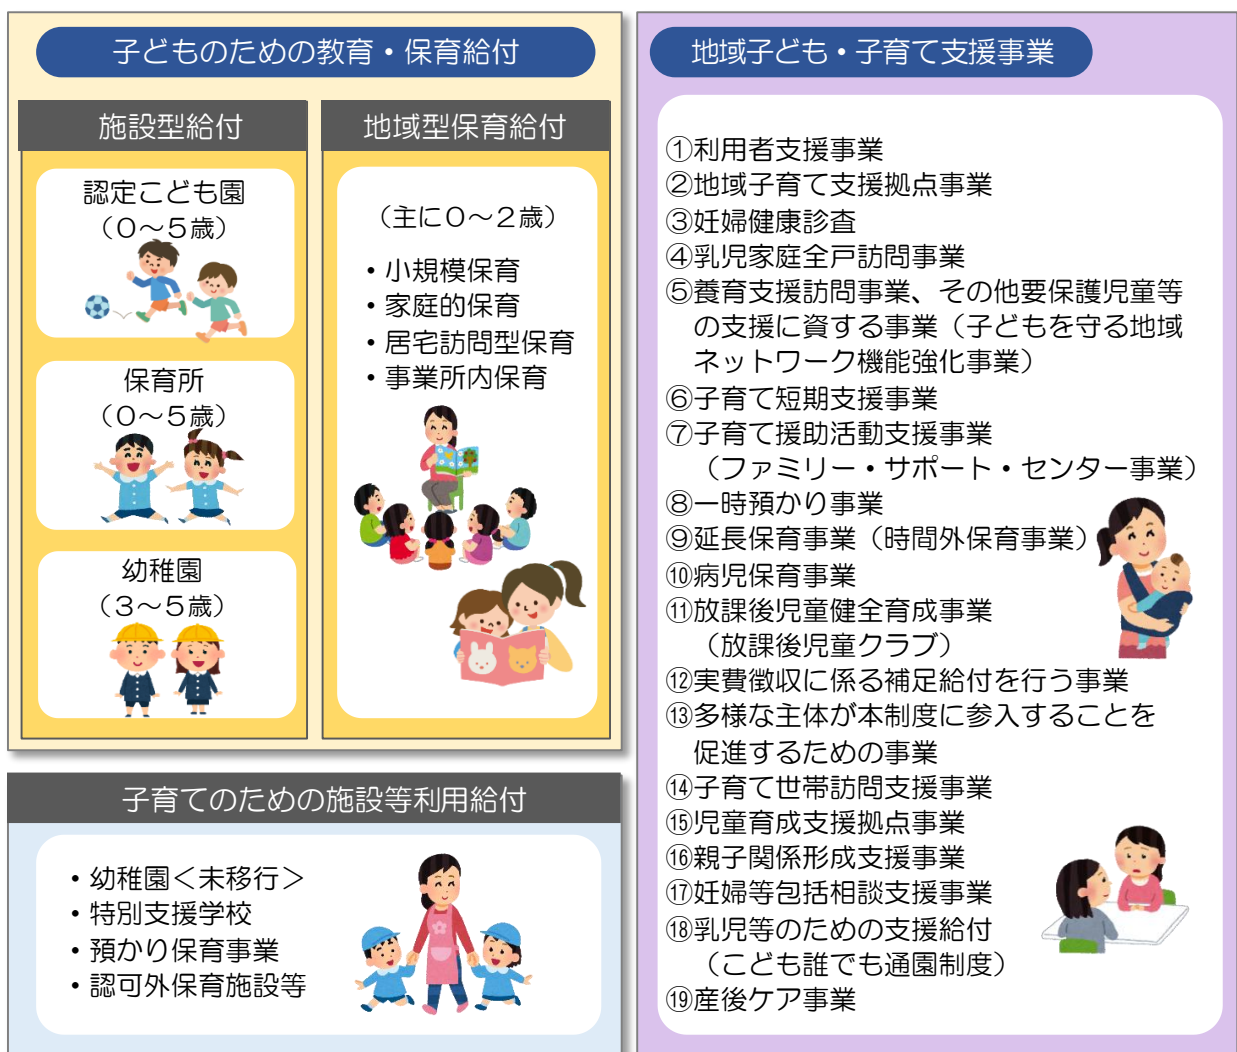 子どものための教育・保育給付
施設型給付
認定こども園
（０～５歳）
保育所
（０～５歳）
幼稚園
（３～５歳）
地域型保育給付
（主に０～２歳）
・小規模保育
・家庭的保育
・居宅訪問型保育
・事業所内保育
子育てのための施設等利用給付
・幼稚園＜未移行＞
・特別支援学校
・預かり保育事業
・認可外保育施設等
地域子ども・子育て支援事業
①利用者支援事業
②地域子育て支援拠点事業
③妊婦健康診査
④乳児家庭全戸訪問事業
⑤養育支援訪問事業、その他要保護児童等
の支援に資する事業（子どもを守る地域
ネットワーク機能強化事業）
⑥子育て短期支援事業
⑦子育て援助活動支援事業
（ファミリー・サポート・センター事業）
⑧一時預かり事業
⑨延長保育事業（時間外保育事業）
⑩病児保育事業
⑪放課後児童健全育成事業
（放課後児童クラブ）
⑫実費徴収に係る補足給付を行う事業
⑬多様な主体が本制度に参入することを
促進するための事業
⑭子育て世帯訪問支援事業
⑮児童育成支援拠点事業
⑯親子関係形成支援事業
⑰妊婦等包括相談支援事業
⑱乳児等のための支援給付
（こども誰でも通園制度）
⑲産後ケア事業